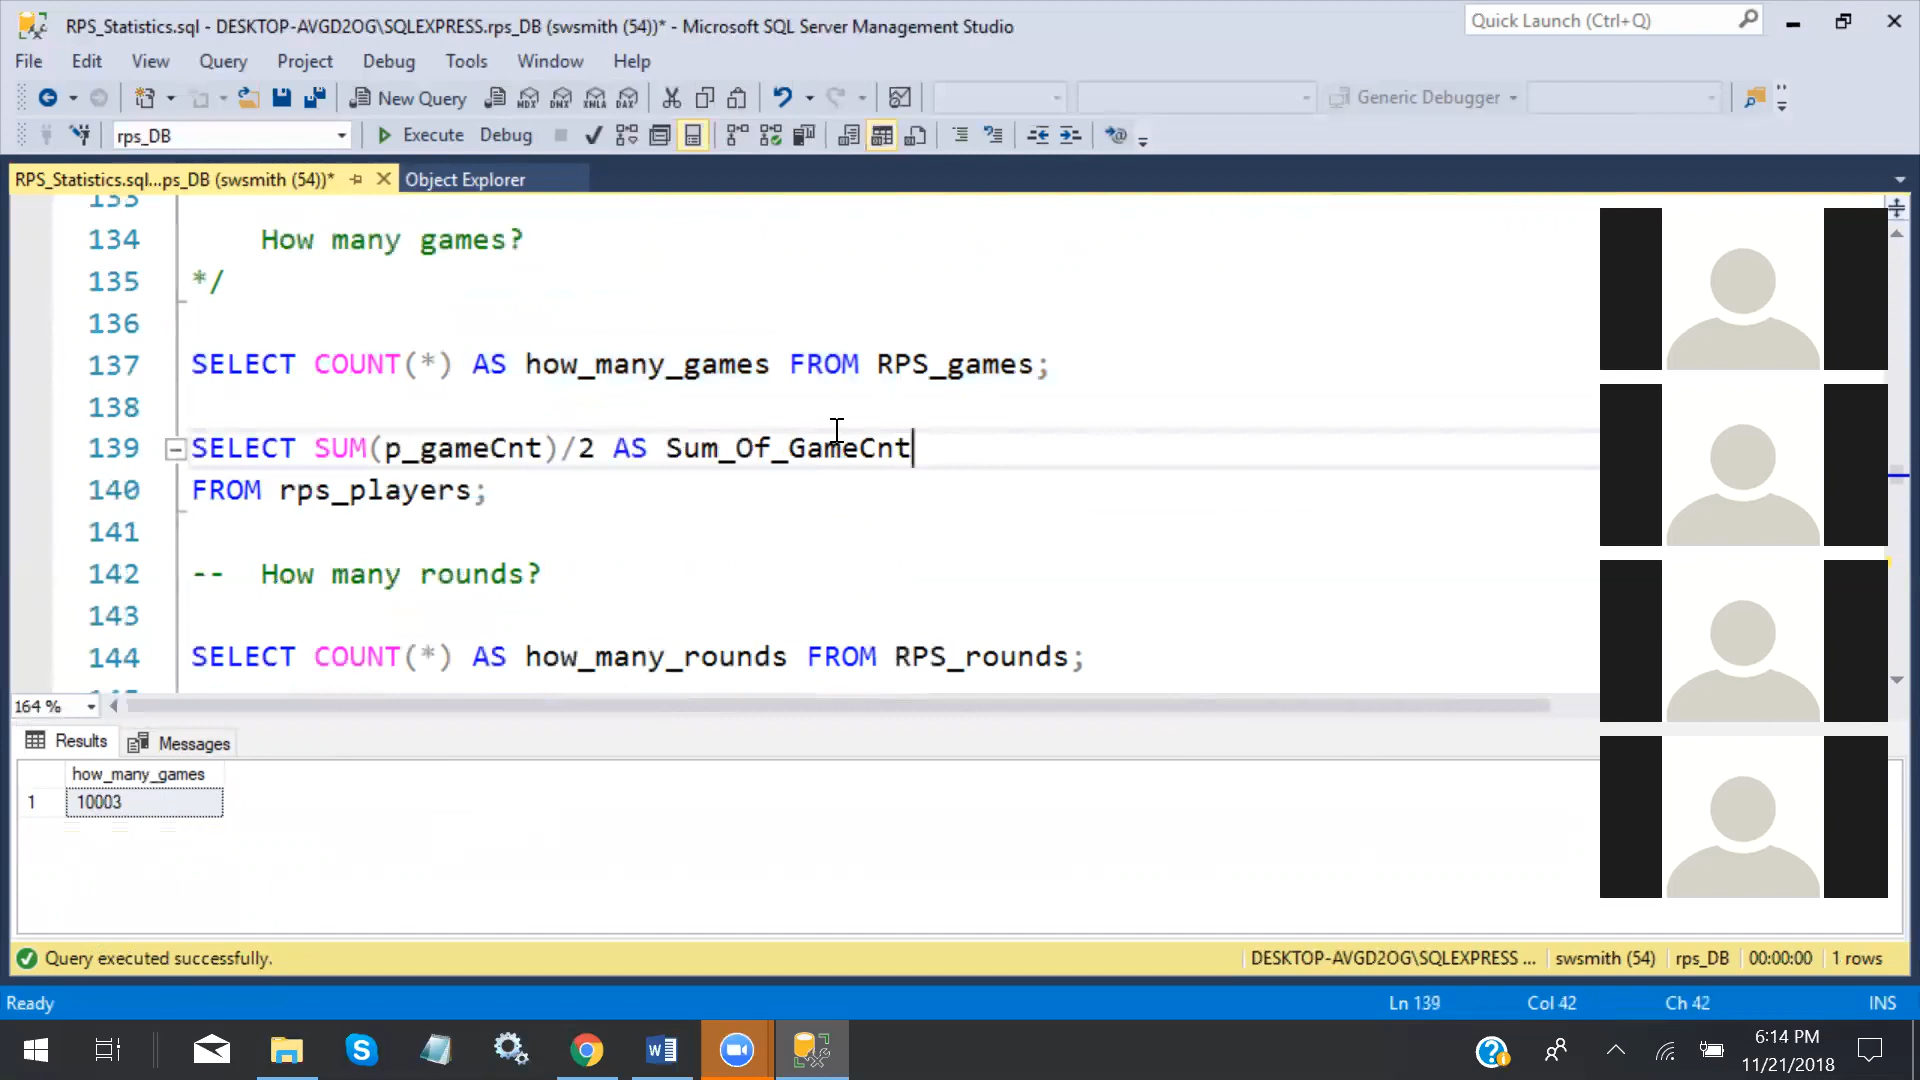 RPS_Statistics.sql - DESKTOP-AVGD2OG\SQLEXPRESS.rps_DB (swsmith (54))* - Microsoft SQL Server Management Studio
Quick Launch (Ctrl+Q)
File Edit View Query Project Debug Tools Window Help
New Query
MDX DMX XMLA DAX
Generic Debugger
rps_DB
Execute Debug
RPS_Statistics.sql...ps_DB (swsmith (54))*
Object Explorer
133
134 How many games?
135 */
136
137 SELECT COUNT(*) AS how_many_games FROM RPS_games;
138
139 SELECT SUM(p_gameCnt)/2 AS Sum_Of_GameCnt
140 FROM rps_players;
141
142 -- How many rounds?
143
144 SELECT COUNT(*) AS how_many_rounds FROM RPS_rounds;
164 %
Results Messages
how_many_games
1 10003
Query executed successfully.
DESKTOP-AVGD2OG\SQLEXPRESS ... swsmith (54) rps_DB 00:00:00 1 rows
Ready
Ln 139 Col 42 Ch 42 INS
6:14 PM
11/21/2018